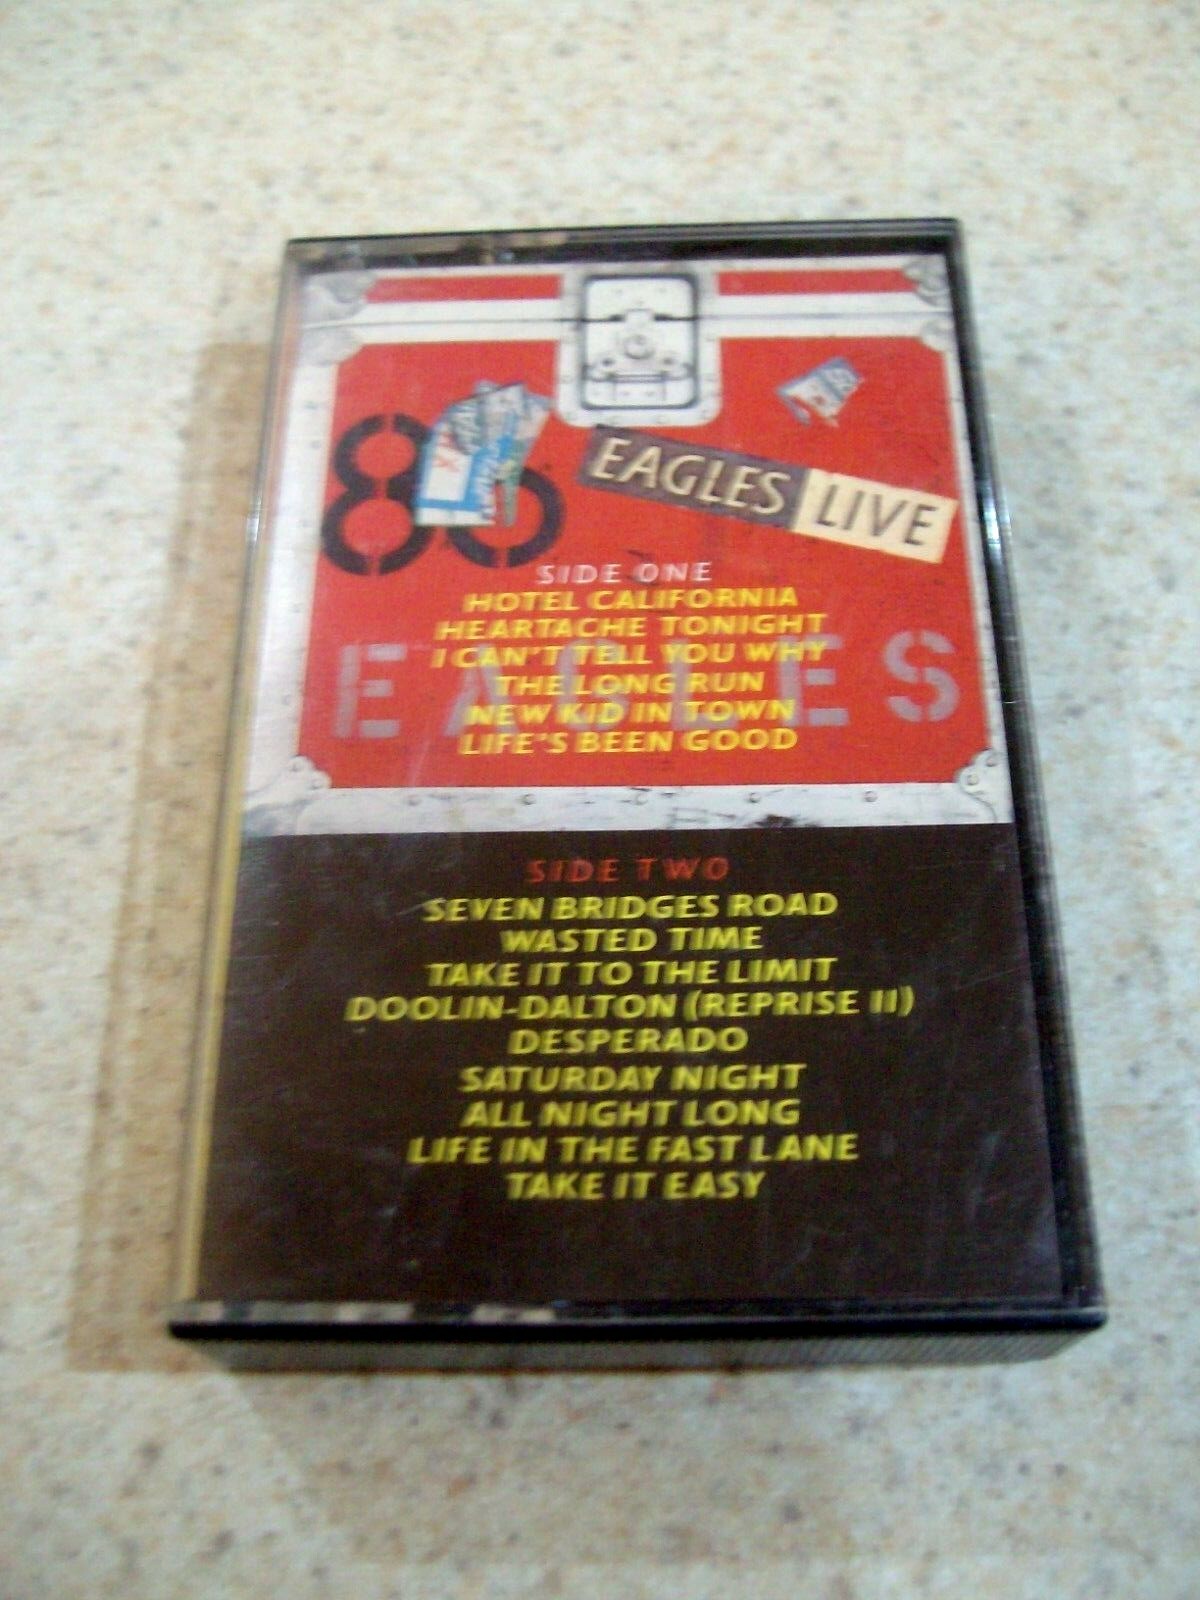 86
EAGLES LIVE
SIDE ONE
HOTEL CALIFORNIA
HEARTACHE TONIGHT
I CAN'T TELL YOU WHY
EAGLES
THE LONG RUN
NEW KID IN TOWN
LIFE'S BEEN GOOD
SIDE TWO
SEVEN BRIDGES ROAD
WASTED TIME
TAKE IT TO THE LIMIT
DOOLIN-DALTON (REPRISE II)
DESPERADO
SATURDAY NIGHT
ALL NIGHT LONG
LIFE IN THE FAST LANE
TAKE IT EASY